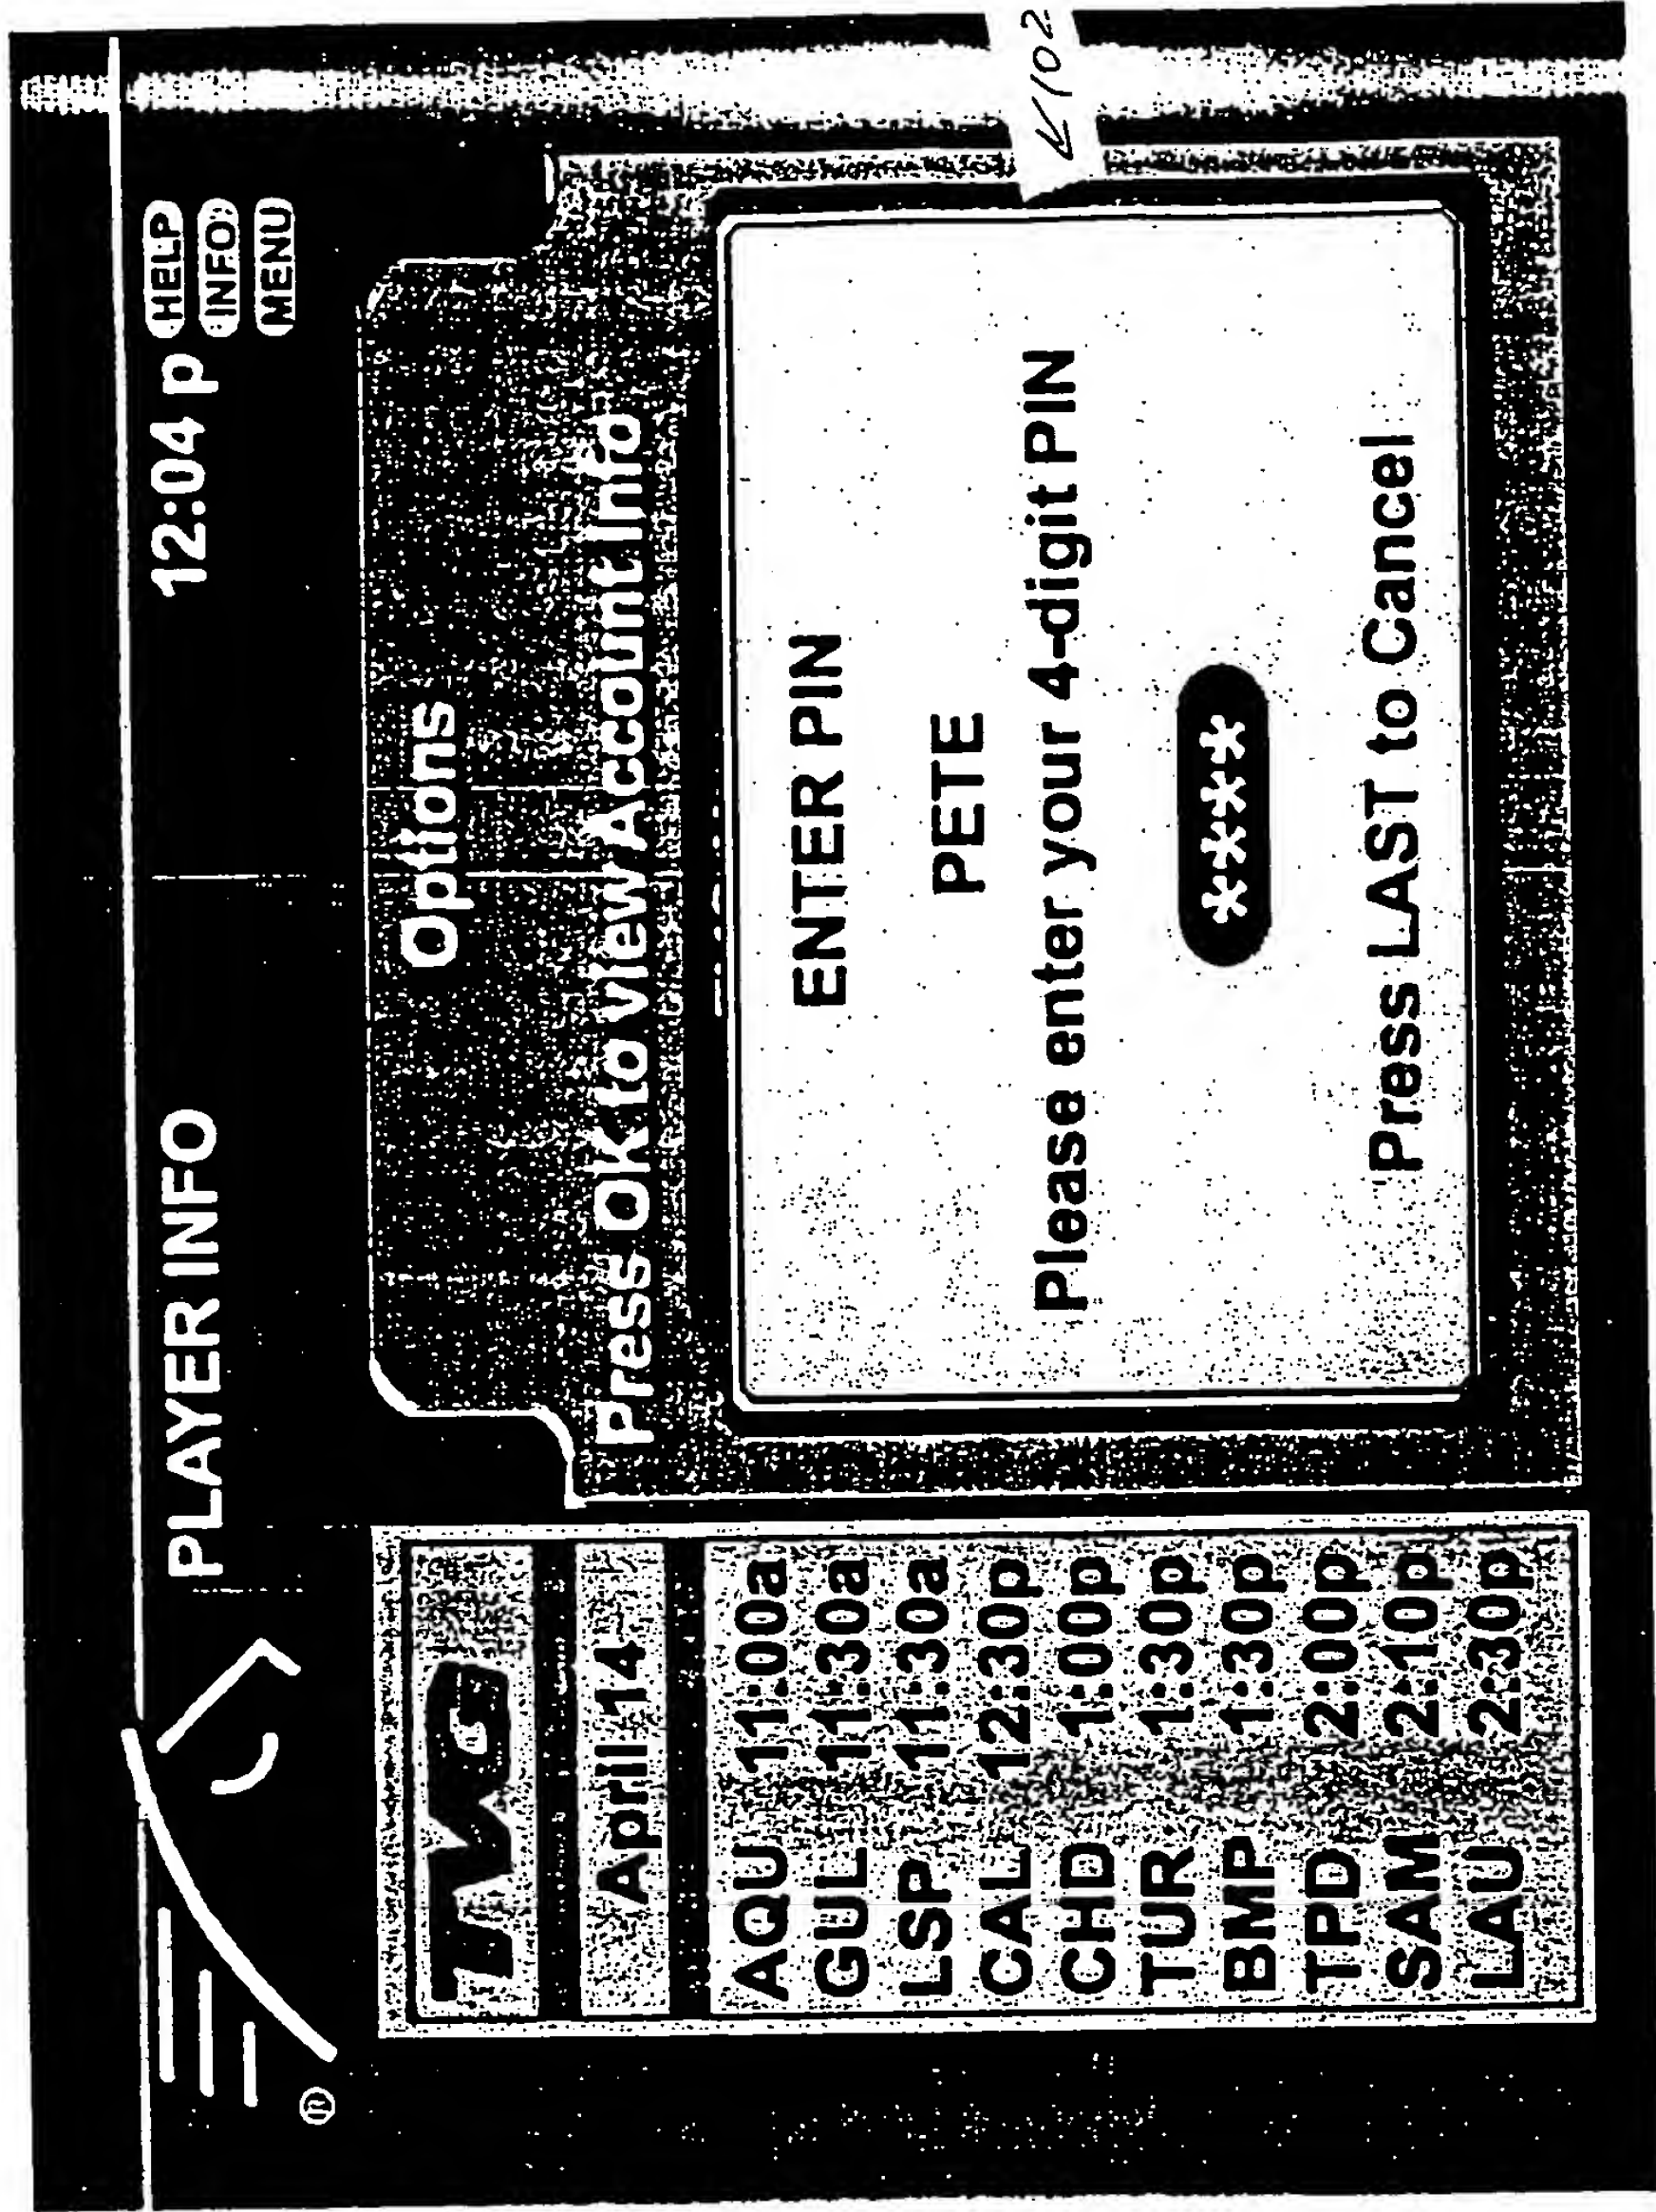 PLAYER INFO
12:04 p
HELP
INFO
MENU
®
TVG
April 14
AQU 11:00a
GUL 11:30a
LSP 11:30a
CAL 12:30p
CHD 1:00p
TUR 1:30p
BMP 1:30p
TPD 2:00p
SAM 2:10p
LAU 2:30p
Options
Press OK to view Account Info
ENTER PIN
PETE
Please enter your 4-digit PIN
****
Press LAST to Cancel
102